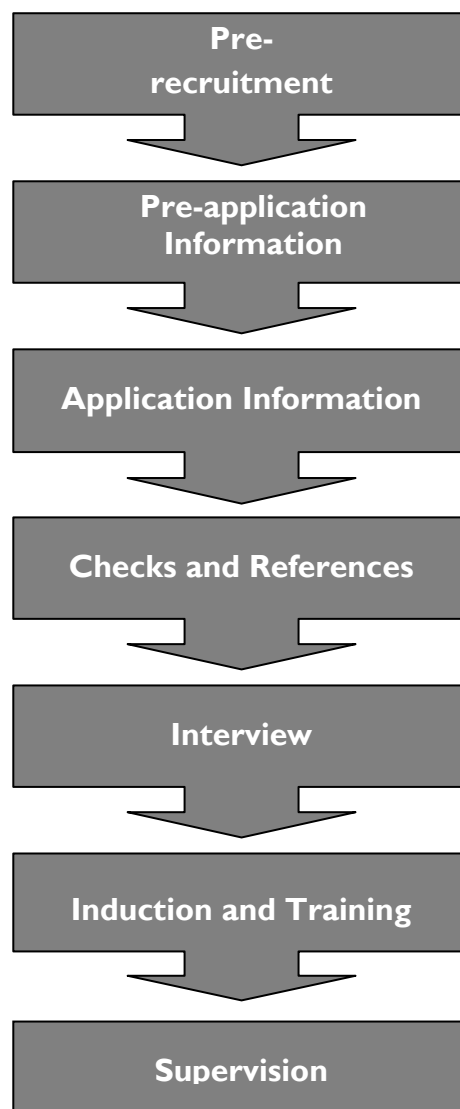 Pre-
recruitment
Pre-application
Information
Application Information
Checks and References
Interview
Induction and Training
Supervision